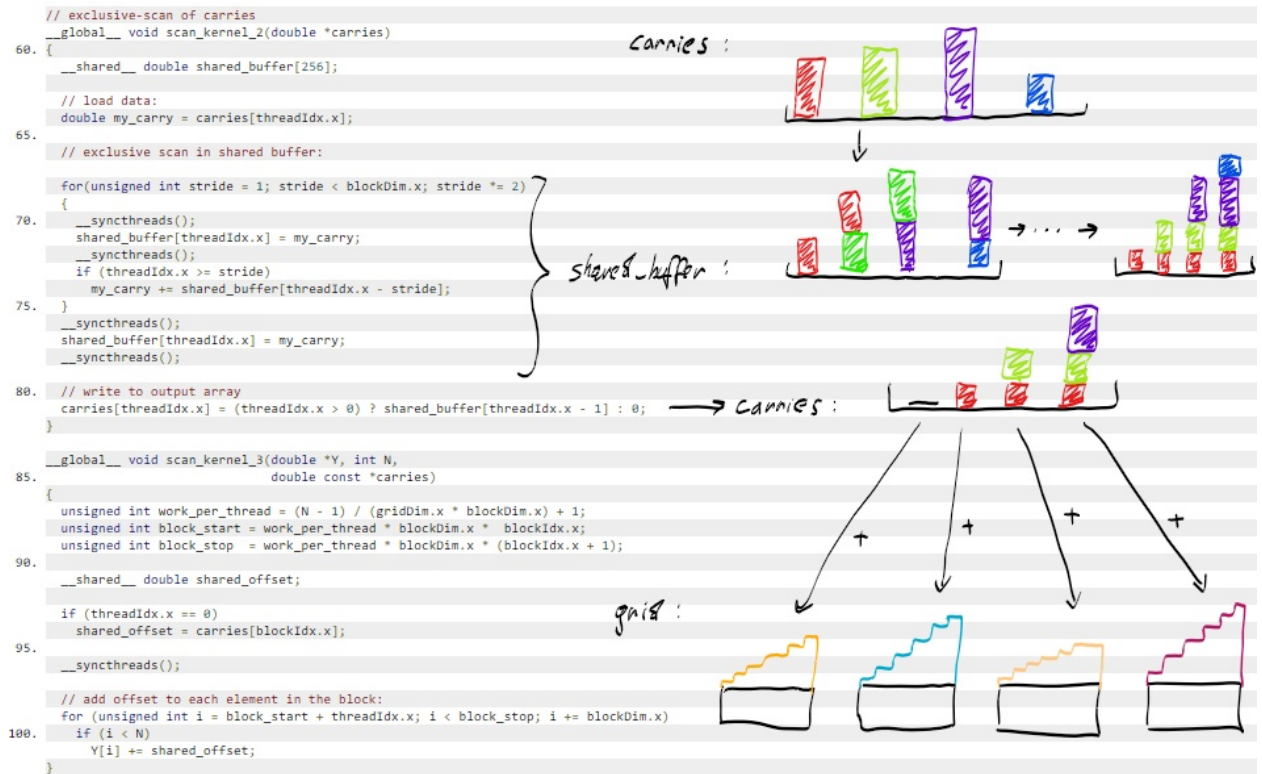 // exclusive-scan of carries
__global__ void scan_kernel_2(double *carries)
60. {
__shared__ double shared_buffer[256];
// load data:
double my_carry = carries[threadIdx.x];
65.
// exclusive scan in shared buffer:
for(unsigned int stride = 1; stride < blockDim.x; stride *= 2)
{
70. __syncthreads();
shared_buffer[threadIdx.x] = my_carry;
__syncthreads();
if (threadIdx.x >= stride)
my_carry += shared_buffer[threadIdx.x - stride];
75. }
__syncthreads();
shared_buffer[threadIdx.x] = my_carry;
__syncthreads();
80. // write to output array
carries[threadIdx.x] = (threadIdx.x > 0) ? shared_buffer[threadIdx.x - 1] : 0;
}
__global__ void scan_kernel_3(double *Y, int N,
85. double const *carries)
{
unsigned int work_per_thread = (N - 1) / (gridDim.x * blockDim.x) + 1;
unsigned int block_start = work_per_thread * blockDim.x * blockIdx.x;
unsigned int block_stop = work_per_thread * blockDim.x * (blockIdx.x + 1);
90.
__shared__ double shared_offset;
if (threadIdx.x == 0)
shared_offset = carries[blockIdx.x];
95.
__syncthreads();
// add offset to each element in the block:
for (unsigned int i = block_start + threadIdx.x; i < block_stop; i += blockDim.x)
100. if (i < N)
Y[i] += shared_offset;
}
carries :
shared_buffer :
→ ... →
carries :
+ + + +
grid :